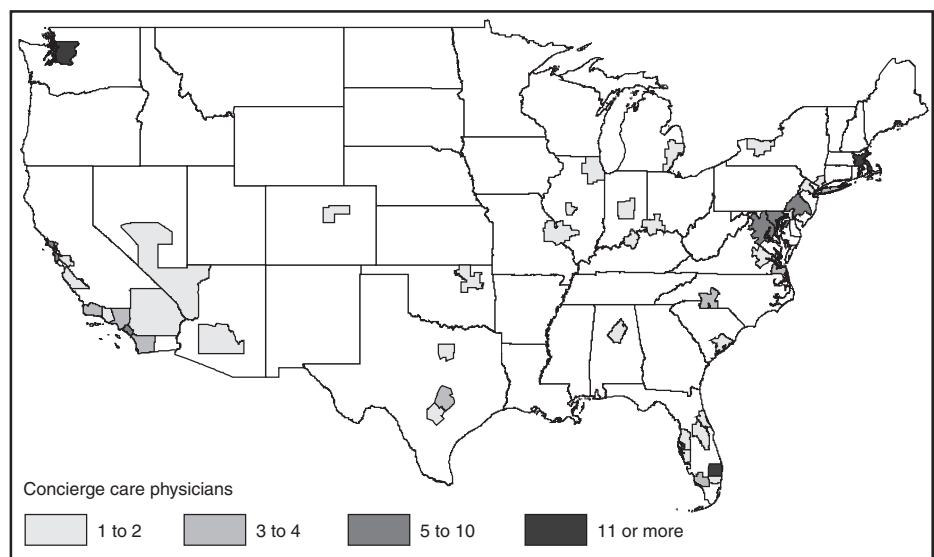 Concierge care physicians
1 to 2
3 to 4
5 to 10
11 or more